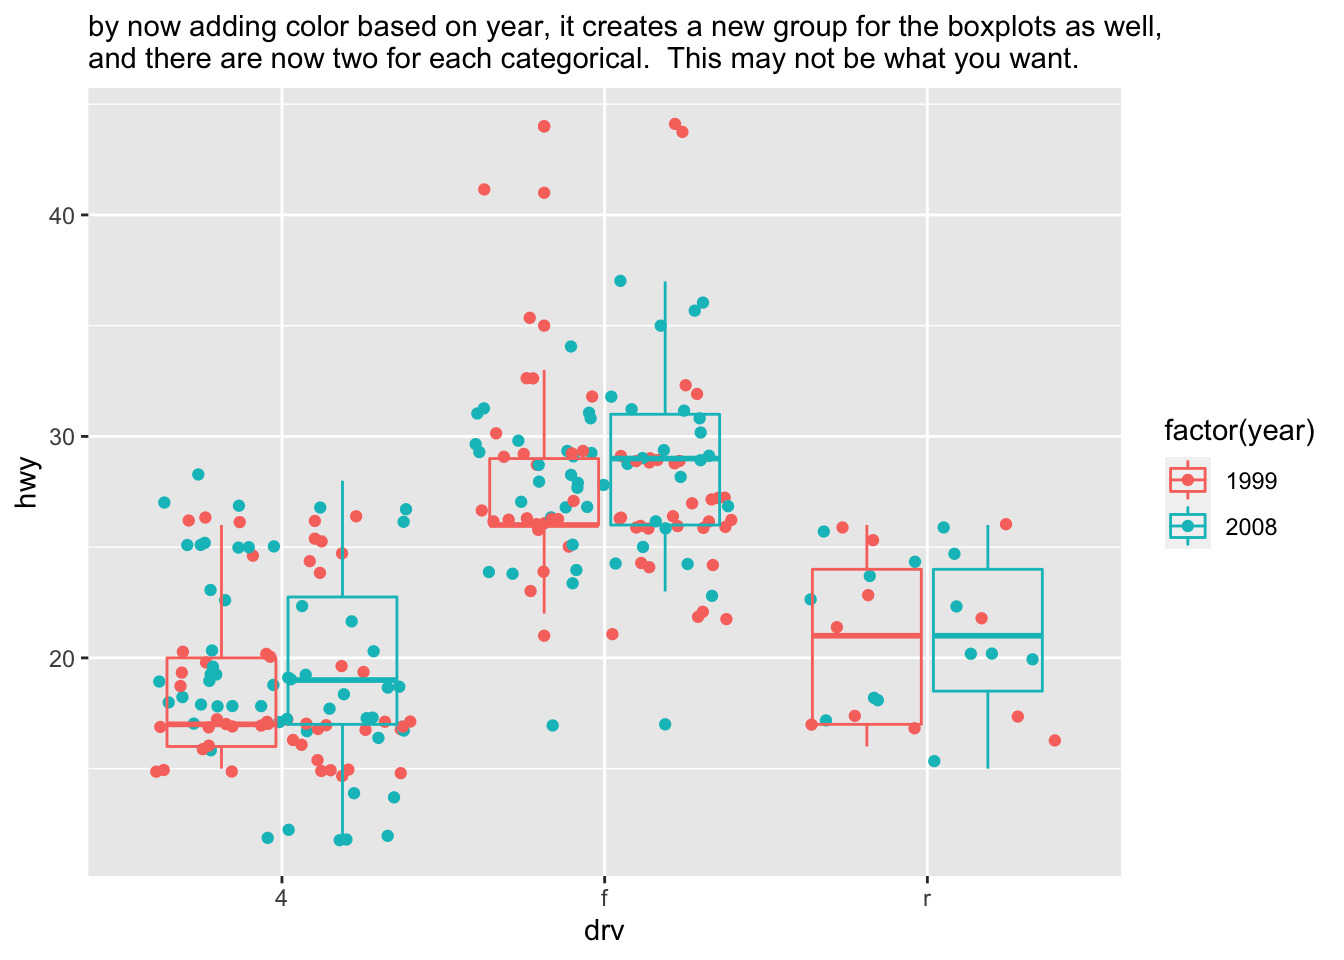 by now adding color based on year, it creates a new group for the boxplots as well,
and there are now two for each categorical.  This may not be what you want.
40
30
20
hwy
4
f
r
drv
factor(year)
1999
2008